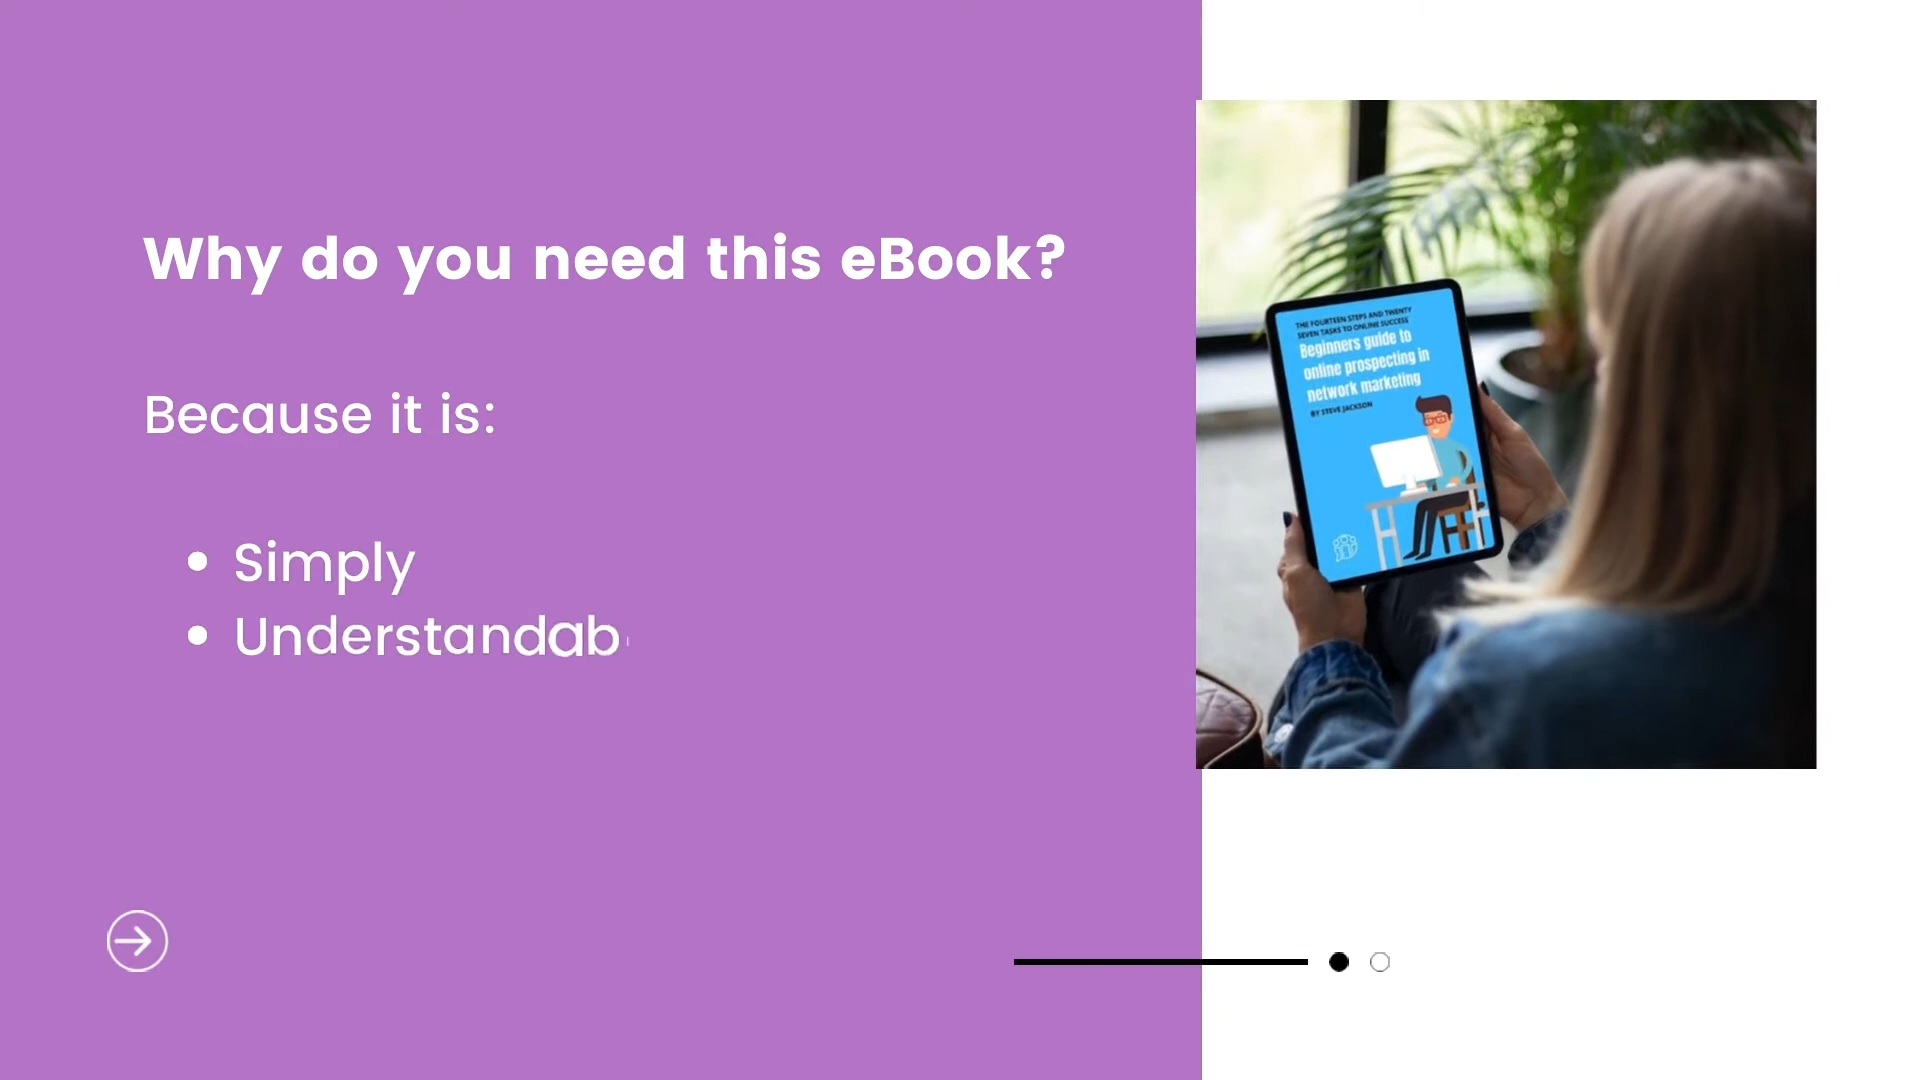 Why do you need this eBook?
Because it is:
• Simply
• Understandab
THE FOURTEEN STEPS AND TWENTY
SEVEN TASKS TO ONLINE SUCCESS
Beginners guide to
online prospecting in
network marketing
BY STEVE JACKSON